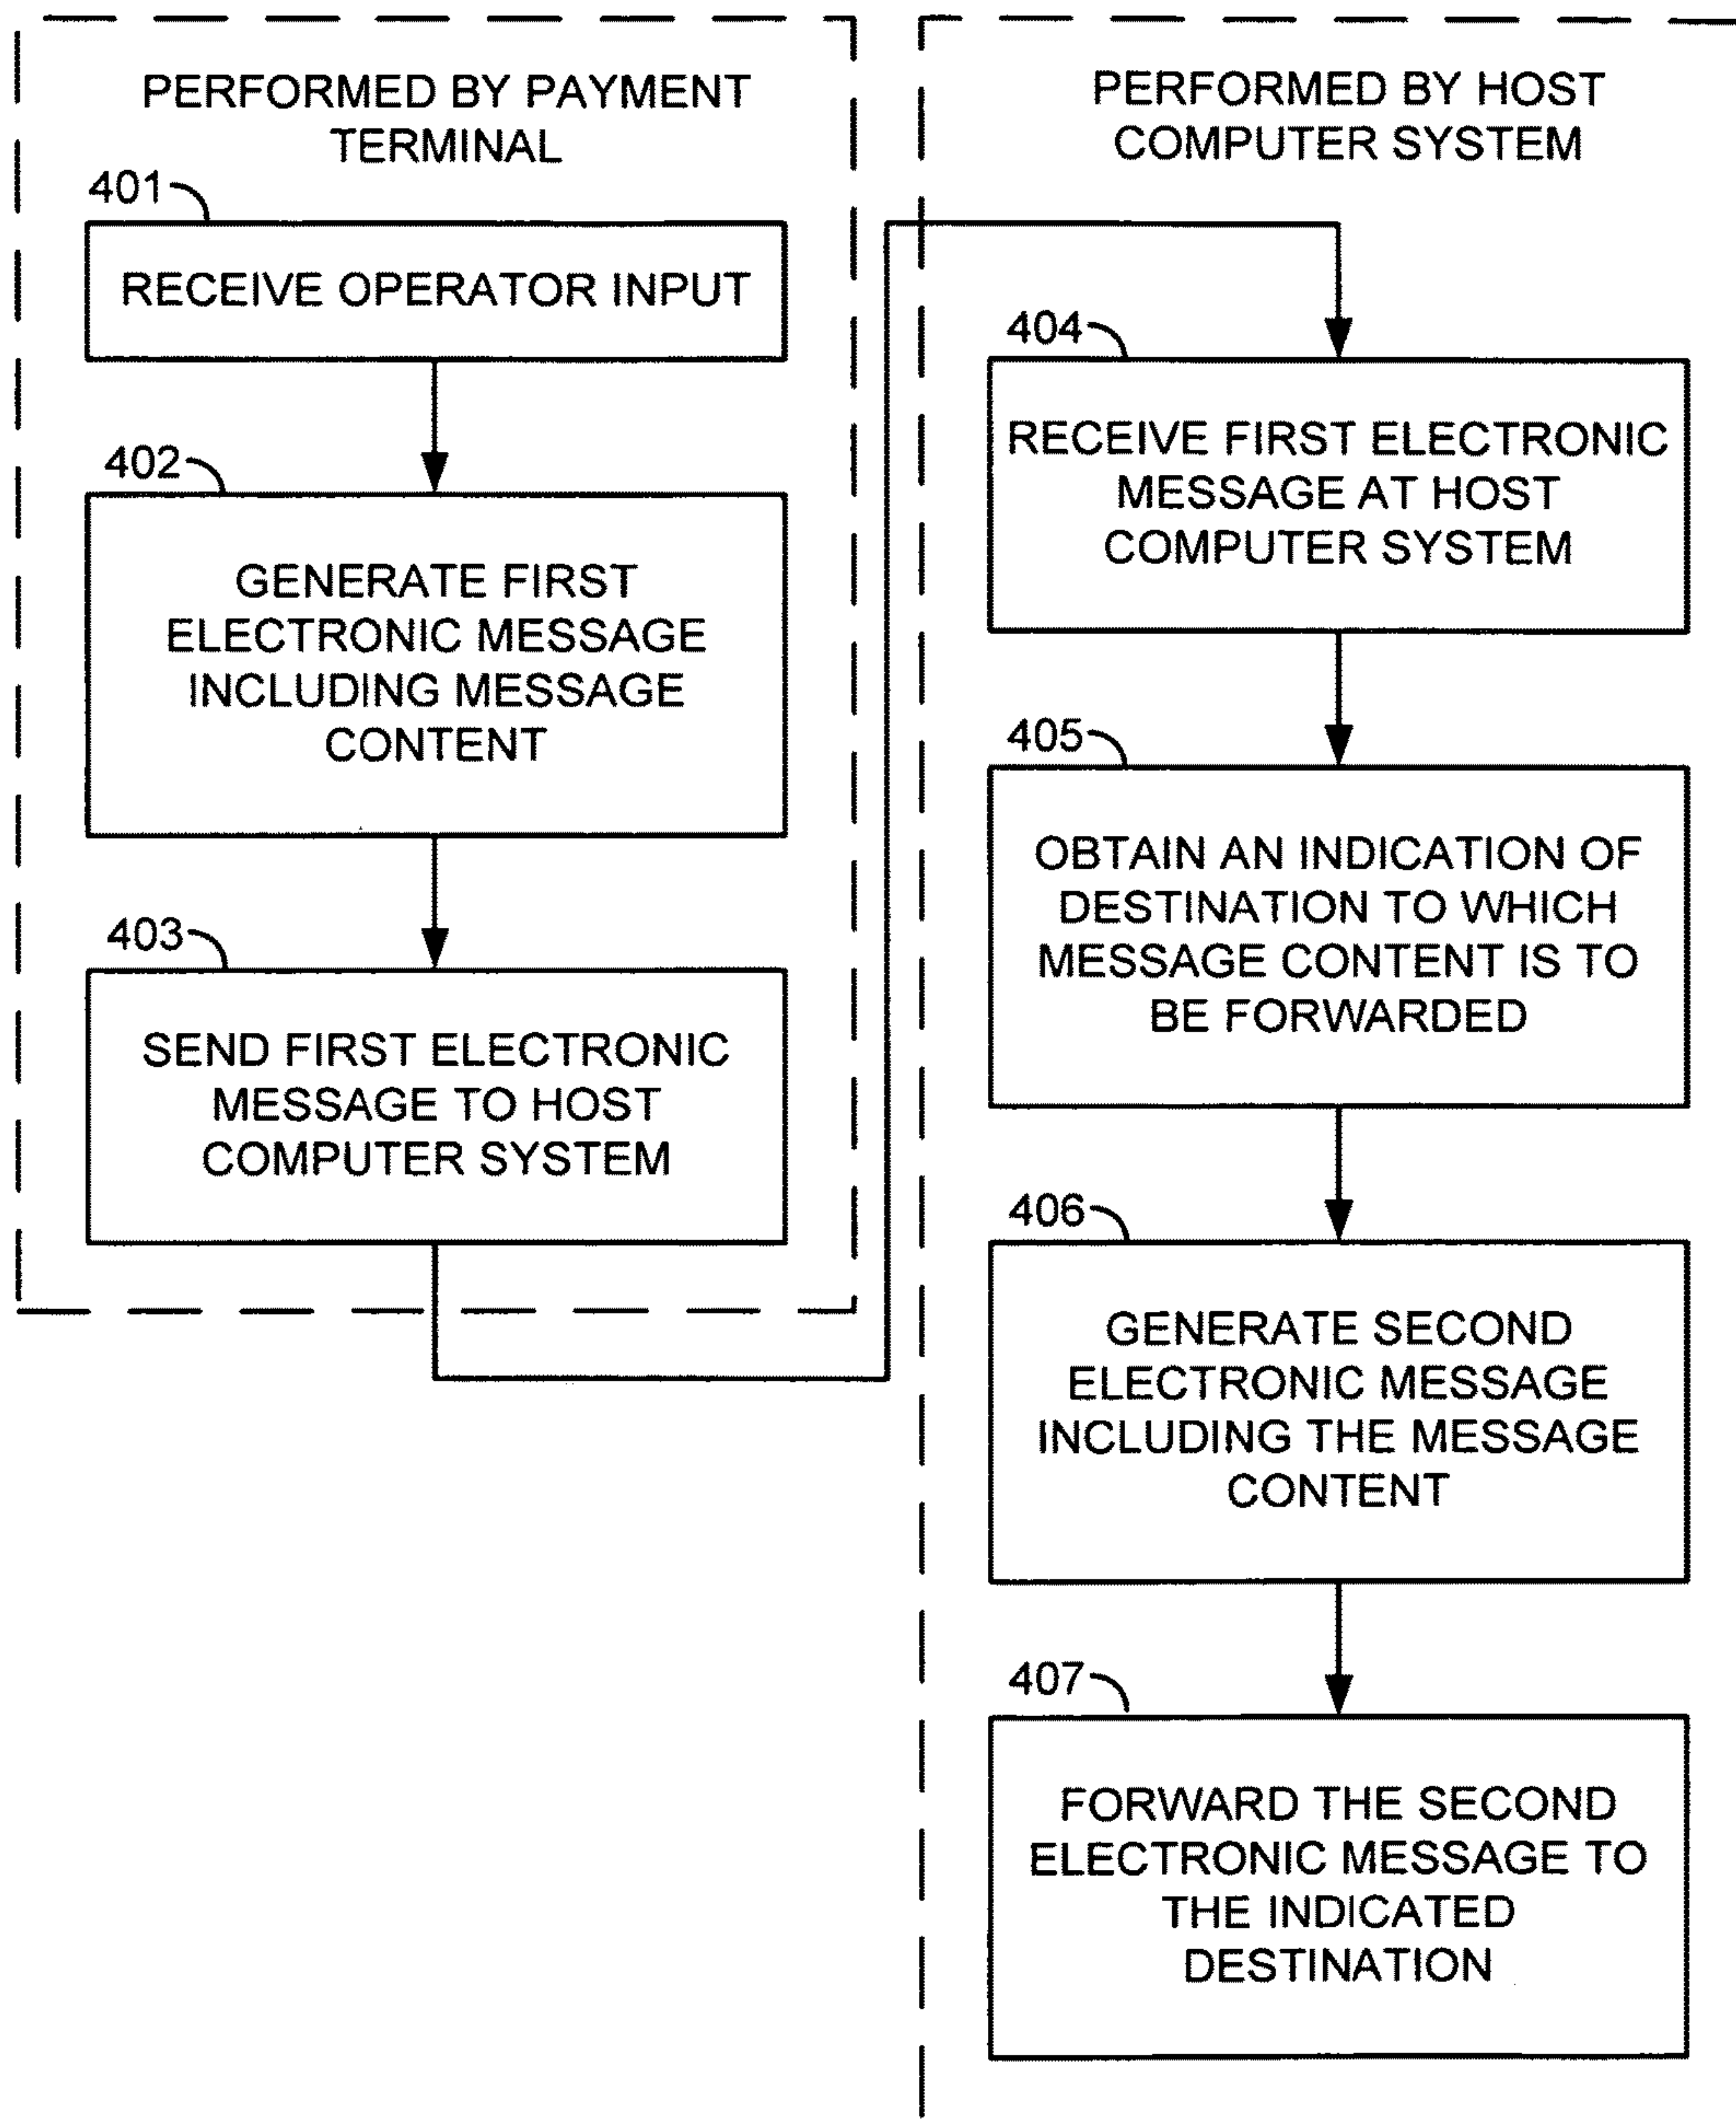 PERFORMED BY PAYMENT
TERMINAL
401
RECEIVE OPERATOR INPUT
402
GENERATE FIRST
ELECTRONIC MESSAGE
INCLUDING MESSAGE
CONTENT
403
SEND FIRST ELECTRONIC
MESSAGE TO HOST
COMPUTER SYSTEM
PERFORMED BY HOST
COMPUTER SYSTEM
404
RECEIVE FIRST ELECTRONIC
MESSAGE AT HOST
COMPUTER SYSTEM
405
OBTAIN AN INDICATION OF
DESTINATION TO WHICH
MESSAGE CONTENT IS TO
BE FORWARDED
406
GENERATE SECOND
ELECTRONIC MESSAGE
INCLUDING THE MESSAGE
CONTENT
407
FORWARD THE SECOND
ELECTRONIC MESSAGE TO
THE INDICATED
DESTINATION